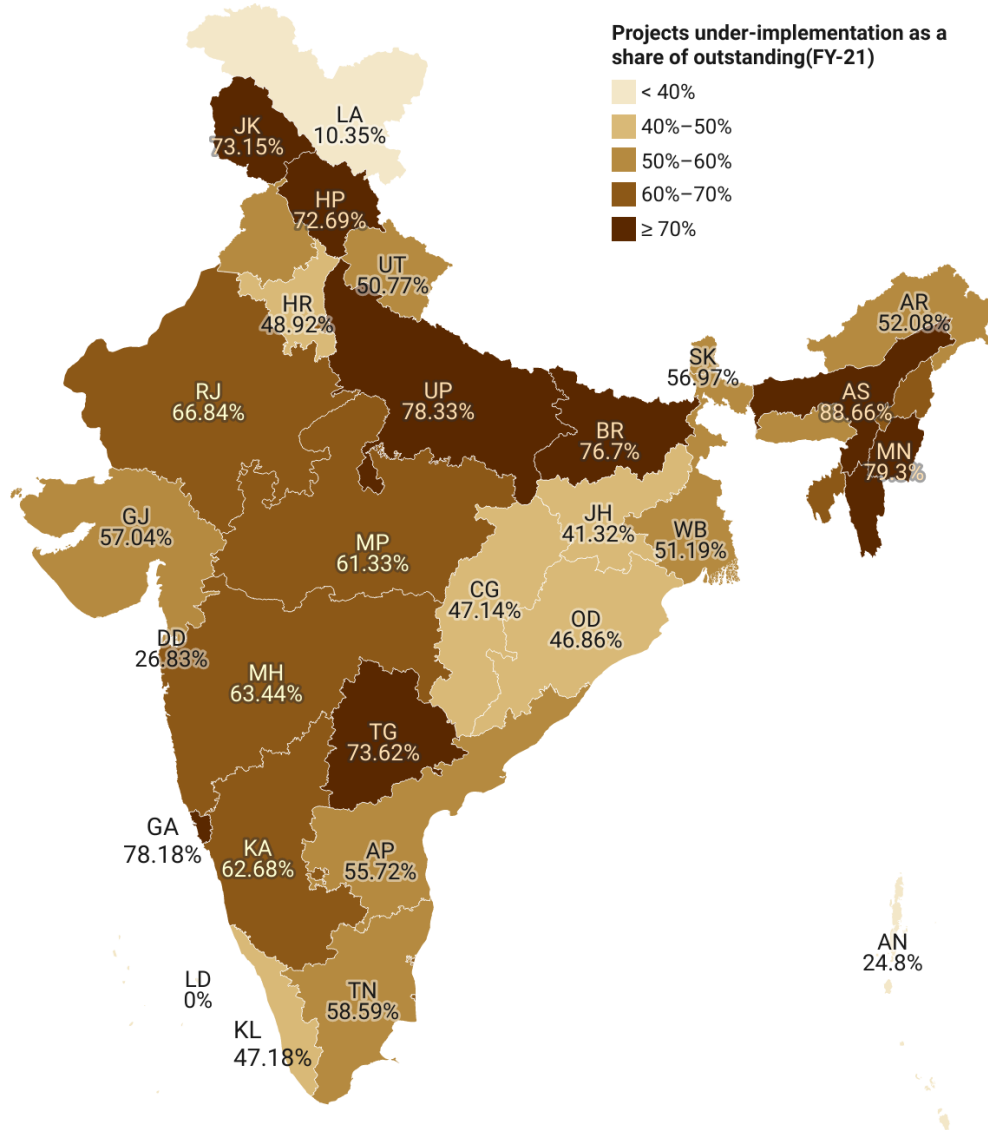 Projects under-implementation as a
share of outstanding(FY-21)
< 40%
40%–50%
50%–60%
60%–70%
≥ 70%
LA
10.35%
JK
73.15%
HP
72.69%
UT
50.77%
HR
48.92%
AR
52.08%
SK
56.97%
RJ
66.84%
UP
78.33%
AS
88.66%
BR
76.7%
MN
79.3%
GJ
57.04%
JH
41.32%
WB
51.19%
MP
61.33%
CG
47.14%
OD
46.86%
DD
26.83%
MH
63.44%
TG
73.62%
GA
78.18%
KA
62.68%
AP
55.72%
AN
24.8%
LD
0%
TN
58.59%
KL
47.18%